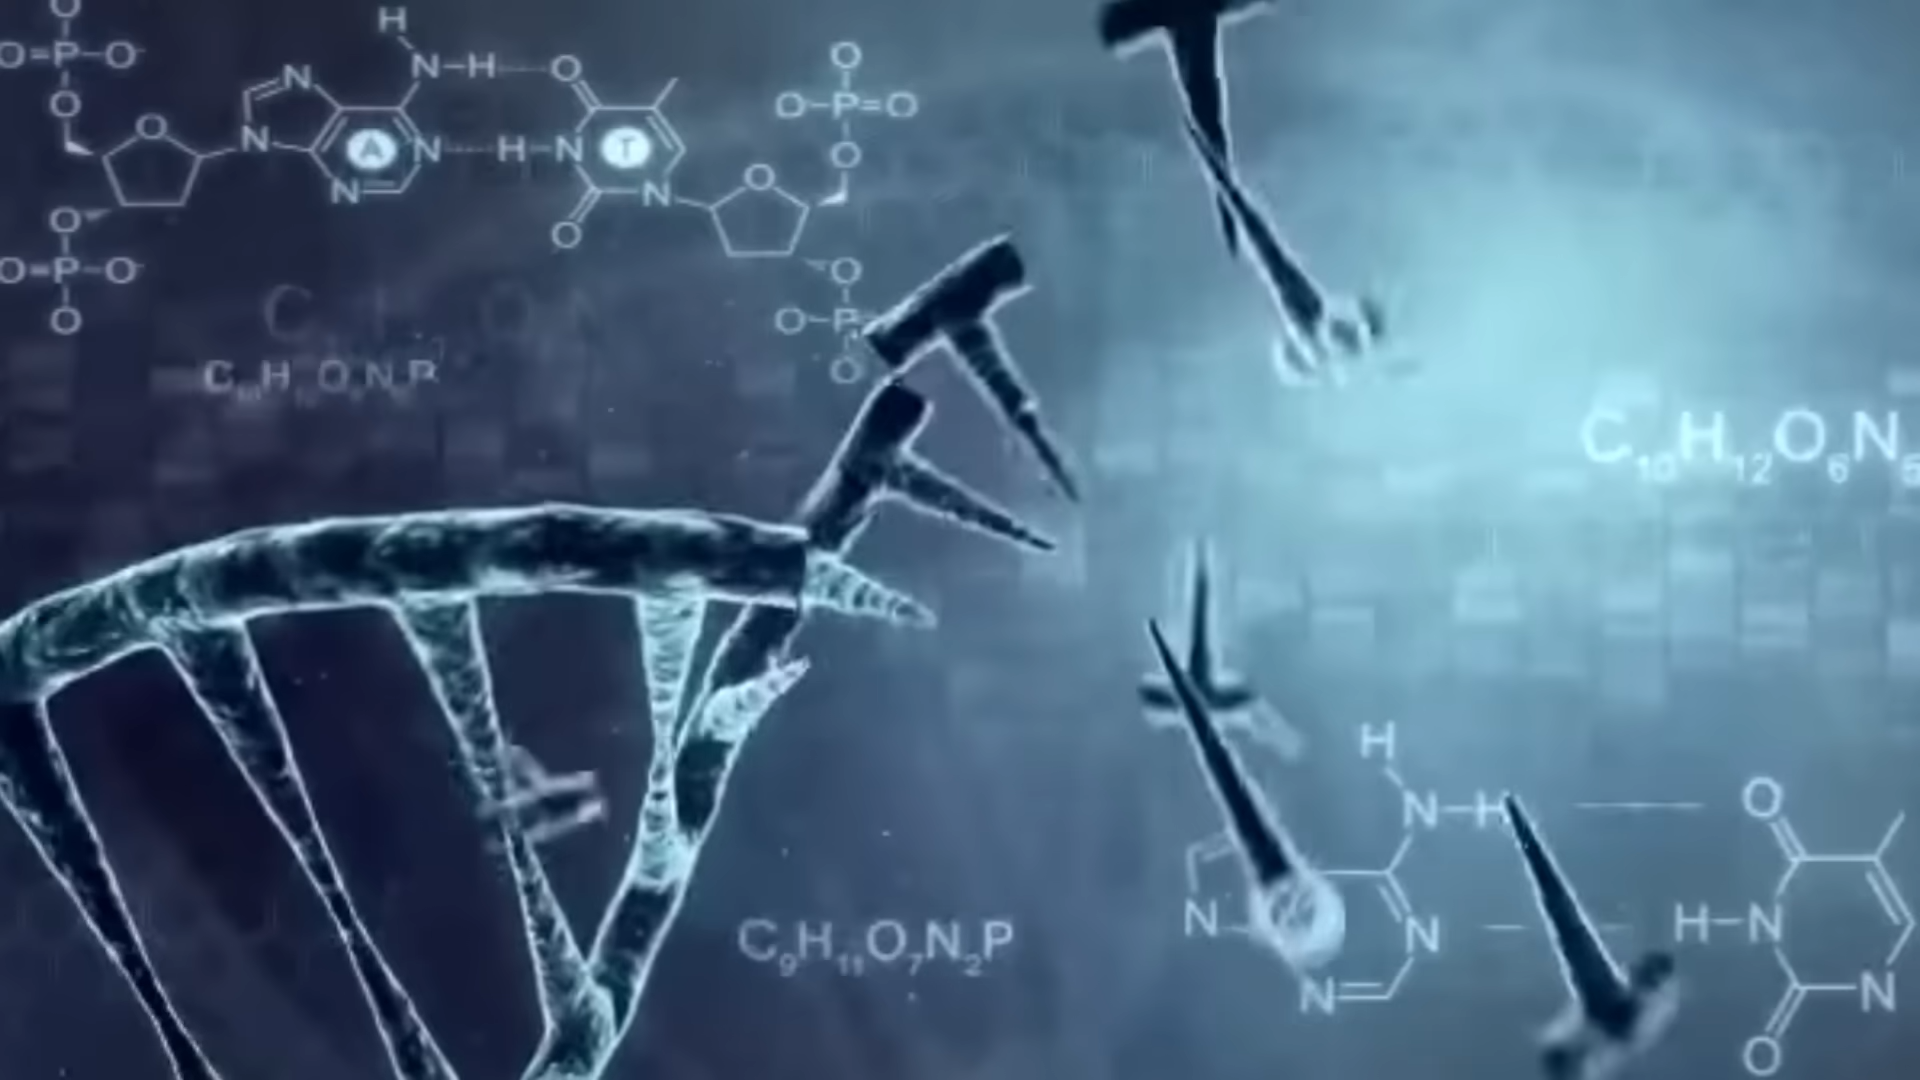 O
H
O=P-O⁻
O
N-H
O
O
N
O-P=O
O
O
N
A
N
H-N
T
O
N
N
O
O
O
O=P-O⁻
O
O
O-P
O
C₁₀H₁₂O₆N₅
C₉H₁₁O₇N₂P
H
N-H
O
N
N
H-N
N
N
O